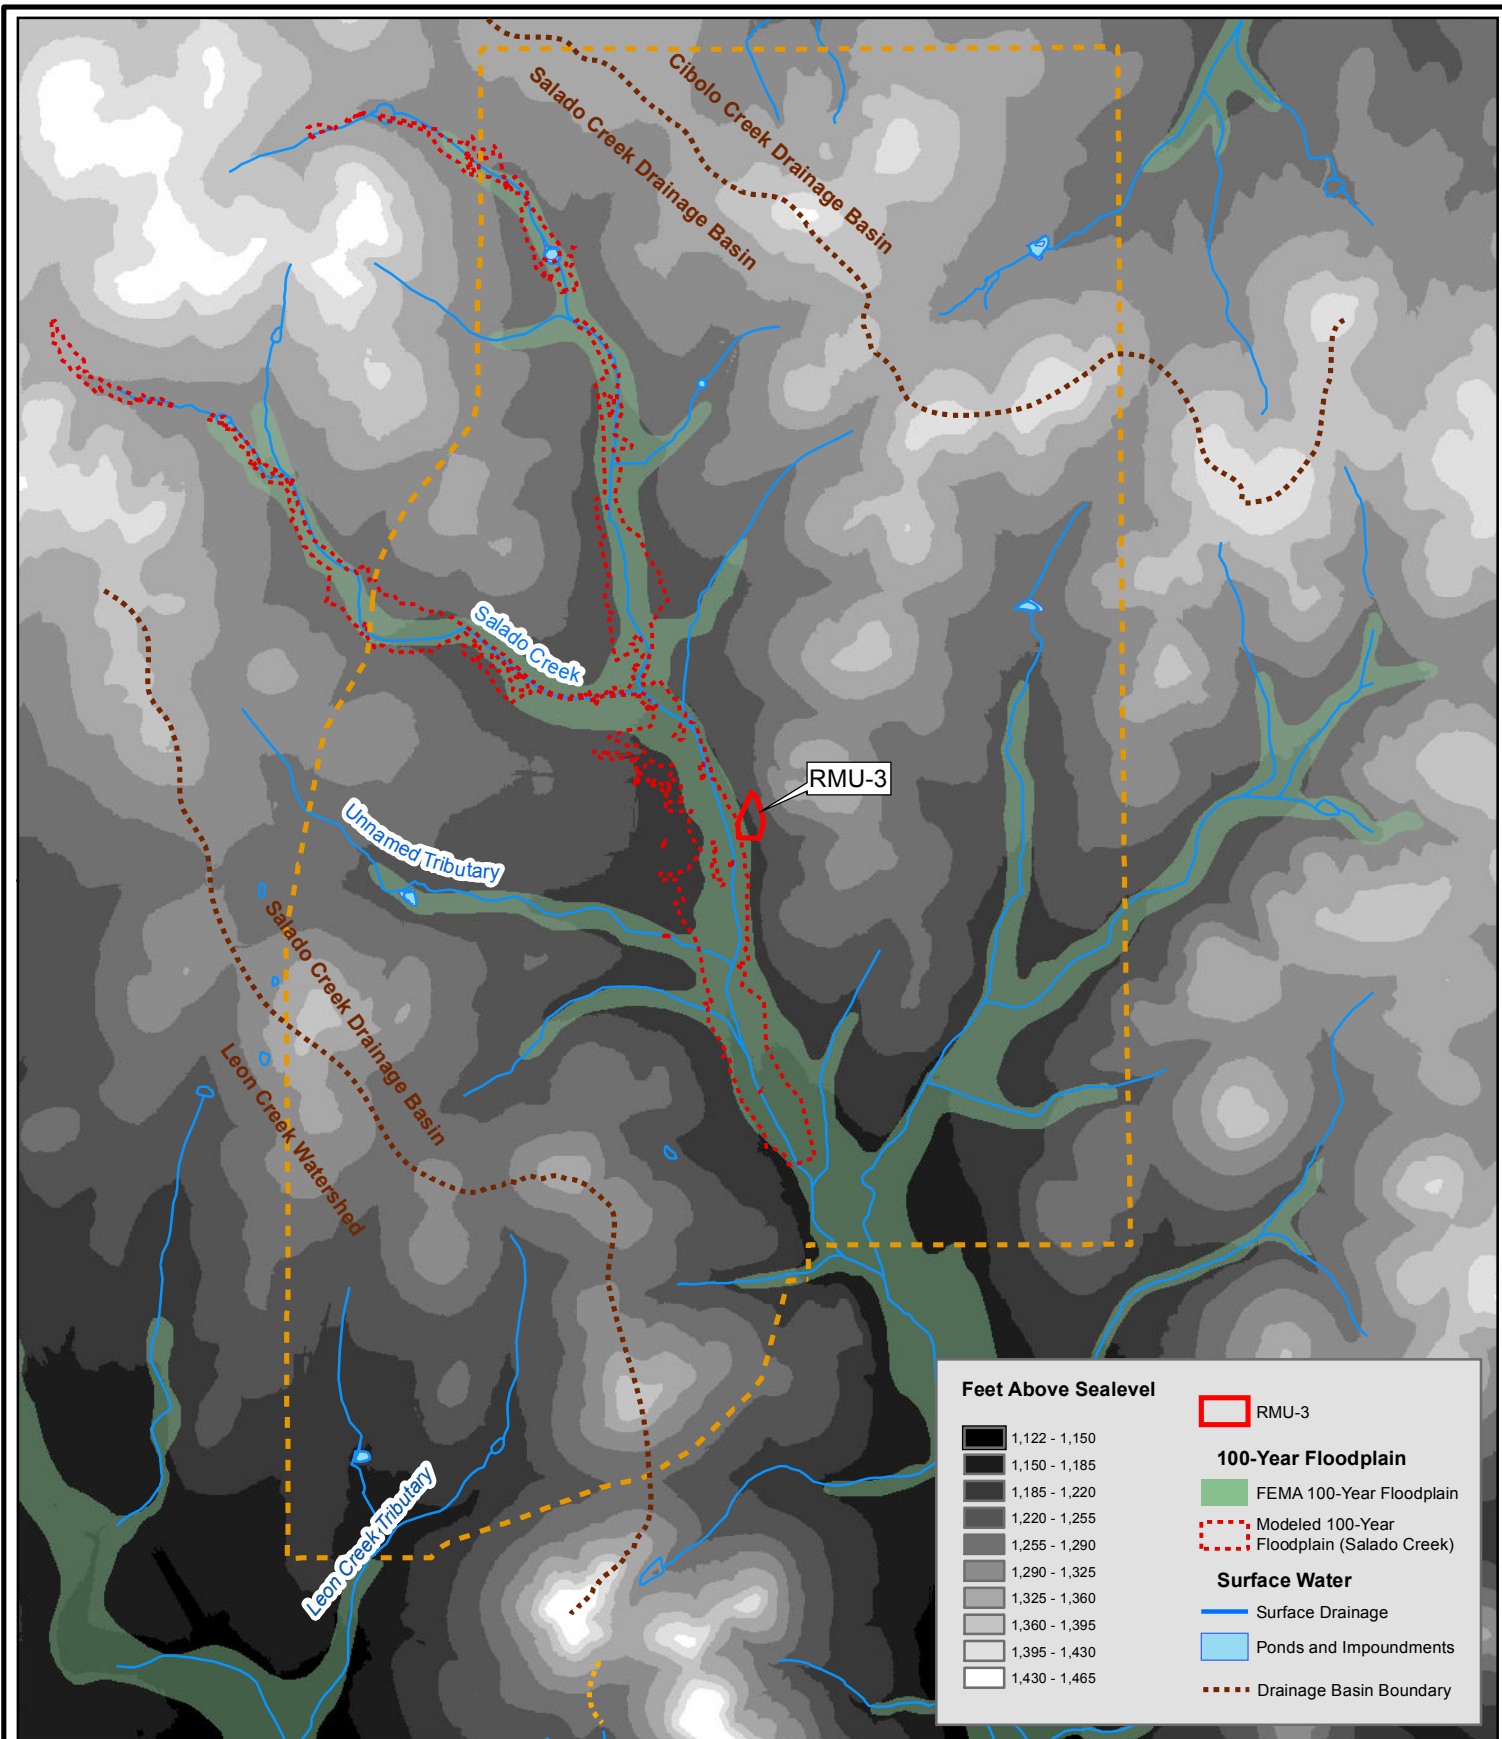 Cibolo Creek Drainage Basin
Salado Creek Drainage Basin
Salado Creek
RMU-3
Unnamed Tributary
Salado Creek Drainage Basin
Leon Creek Watershed
Leon Creek Tributary
Feet Above Sealevel
1,122 - 1,150
1,150 - 1,185
1,185 - 1,220
1,220 - 1,255
1,255 - 1,290
1,290 - 1,325
1,325 - 1,360
1,360 - 1,395
1,395 - 1,430
1,430 - 1,465
RMU-3
100-Year Floodplain
FEMA 100-Year Floodplain
Modeled 100-Year
Floodplain (Salado Creek)
Surface Water
Surface Drainage
Ponds and Impoundments
Drainage Basin Boundary